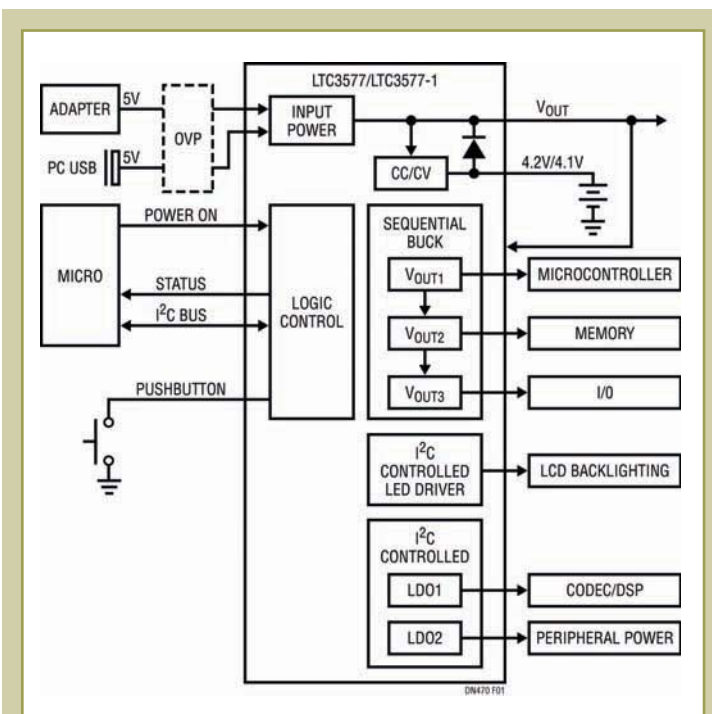 LTC3577/LTC3577-1
ADAPTER
5V
OVP
INPUT
POWER
VOUT
PC USB
5V
CC/CV
4.2V/4.1V
MICRO
POWER ON
STATUS
I2C BUS
PUSHBUTTON
LOGIC
CONTROL
SEQUENTIAL
BUCK
VOUT1
MICROCONTROLLER
VOUT2
MEMORY
VOUT3
I/0
I2C
CONTROLLED
LED DRIVER
LCD BACKLIGHTING
I2C
CONTROLLED
LDO1
CODEC/DSP
LDO2
PERIPHERAL POWER
DN470 F01